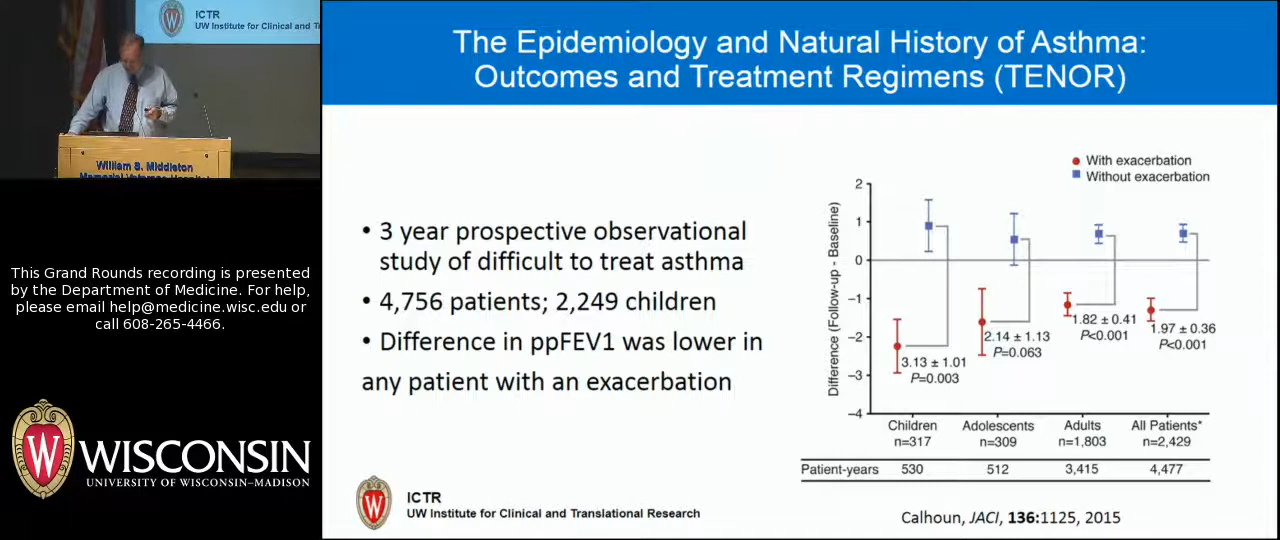 ICTR
UW Institute for Clinical and Tr
William S. Middleton
Memorial Veterans Hospital
This Grand Rounds recording is presented
by the Department of Medicine. For help,
please email help@medicine.wisc.edu or
call 608-265-4466.
W
WISCONSIN
UNIVERSITY OF WISCONSIN–MADISON
The Epidemiology and Natural History of Asthma:
Outcomes and Treatment Regimens (TENOR)
• 3 year prospective observational
study of difficult to treat asthma
• 4,756 patients; 2,249 children
• Difference in ppFEV1 was lower in
any patient with an exacerbation
With exacerbation
Without exacerbation
Difference (Follow-up - Baseline)
2
1
0
−1
−2
−3
−4
3.13 ± 1.01
P=0.003
2.14 ± 1.13
P=0.063
1.82 ± 0.41
P<0.001
1.97 ± 0.36
P<0.001
Children Adolescents Adults All Patients*
n=317 n=309 n=1,803 n=2,429
Patient-years 530 512 3,415 4,477
W
ICTR
UW Institute for Clinical and Translational Research
Calhoun, JACI, 136:1125, 2015